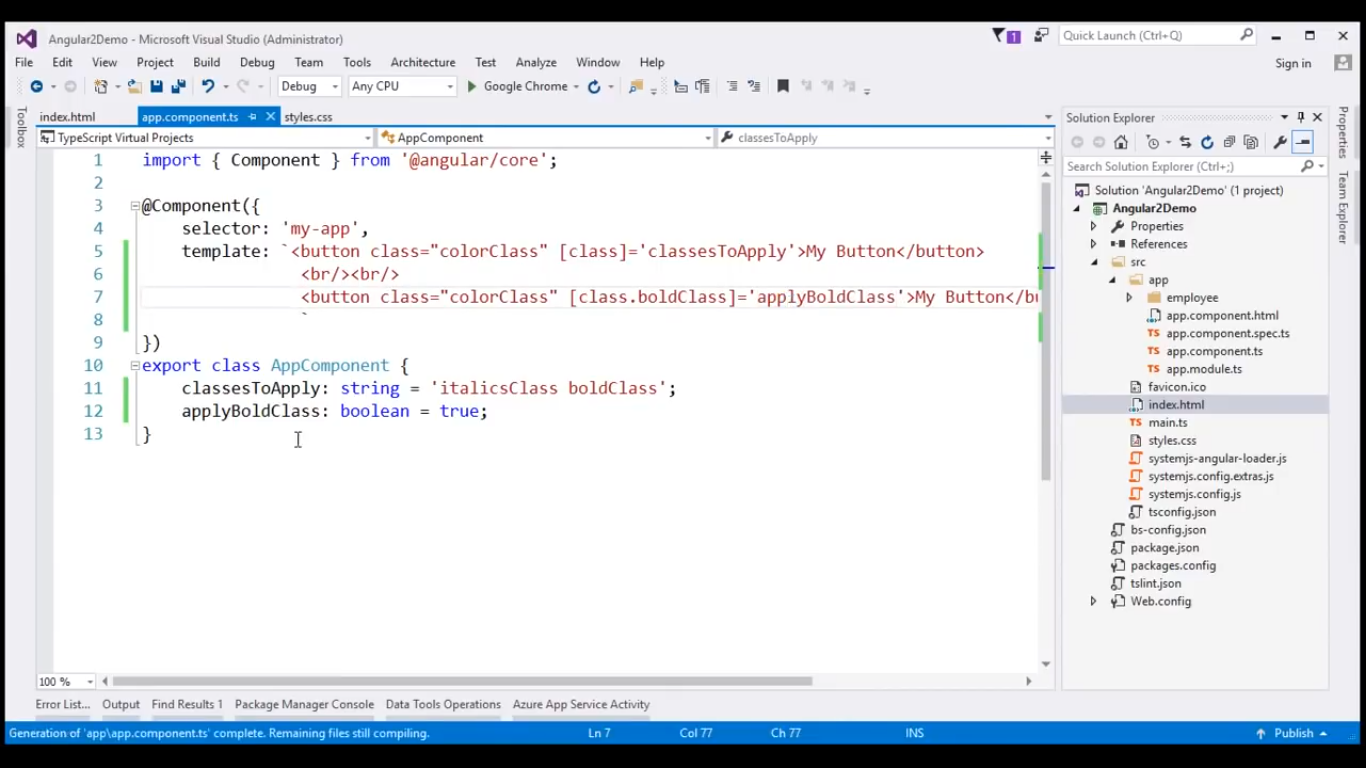 Angular2Demo - Microsoft Visual Studio (Administrator)
1
Quick Launch (Ctrl+Q)
File Edit View Project Build Debug Team Tools Architecture Test Analyze Window Help
Sign in
Debug Any CPU Google Chrome
Toolbox
index.html app.component.ts styles.css
TypeScript Virtual Projects AppComponent classesToApply
1 import { Component } from '@angular/core';
2
3 @Component({
4 selector: 'my-app',
5 template: `<button class="colorClass" [class]='classesToApply'>My Button</button>
6 <br/><br/>
7 <button class="colorClass" [class.boldClass]='applyBoldClass'>My Button</bu
8 `
9 })
10 export class AppComponent {
11 classesToApply: string = 'italicsClass boldClass';
12 applyBoldClass: boolean = true;
13 }
100 %
Solution Explorer
Search Solution Explorer (Ctrl+;)
Solution 'Angular2Demo' (1 project)
Angular2Demo
Properties
References
src
app
employee
app.component.html
TS app.component.spec.ts
TS app.component.ts
TS app.module.ts
favicon.ico
index.html
TS main.ts
styles.css
systemjs-angular-loader.js
systemjs.config.extras.js
systemjs.config.js
tsconfig.json
bs-config.json
package.json
packages.config
tslint.json
Web.config
Properties
Team Explorer
Error List... Output Find Results 1 Package Manager Console Data Tools Operations Azure App Service Activity
Generation of 'app\app.component.ts' complete. Remaining files still compiling. Ln 7 Col 77 Ch 77 INS Publish